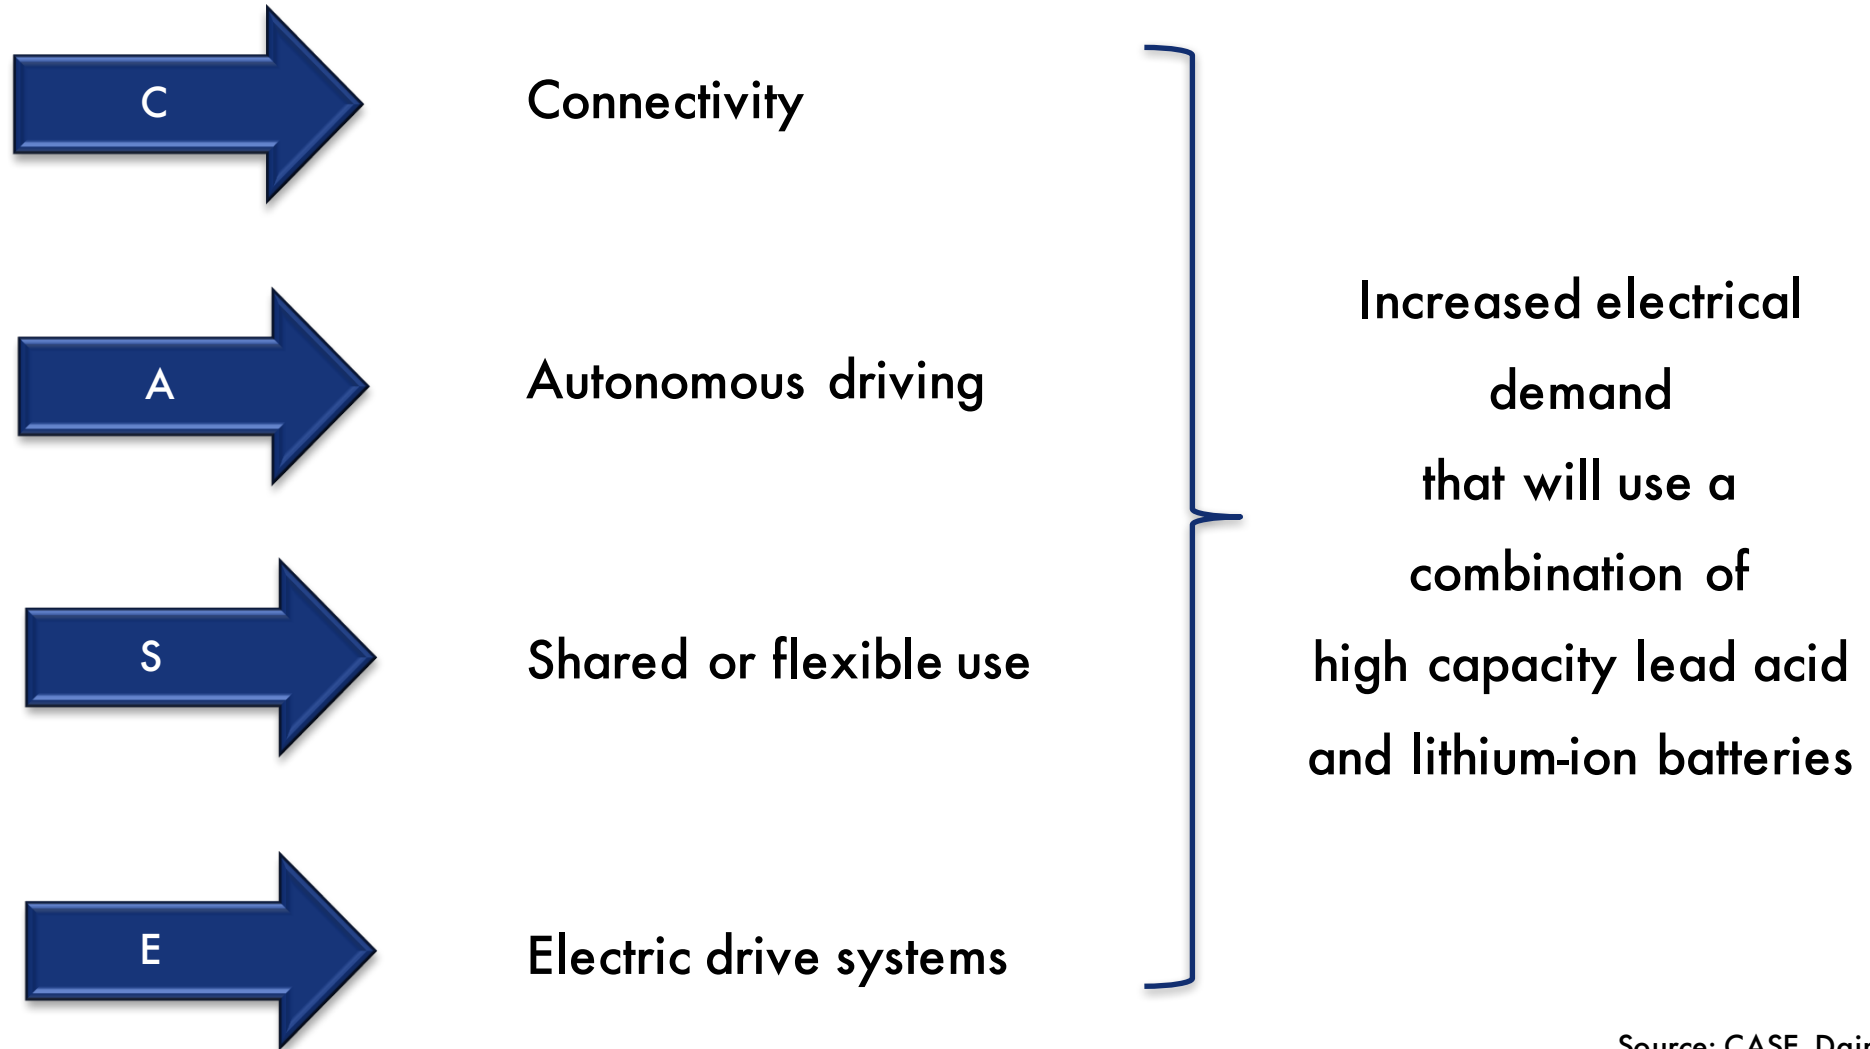 C
Connectivity
A
Autonomous driving
S
Shared or flexible use
E
Electric drive systems
Increased electrical
demand
that will use a
combination of
high capacity lead acid
and lithium-ion batteries
Source: CASE